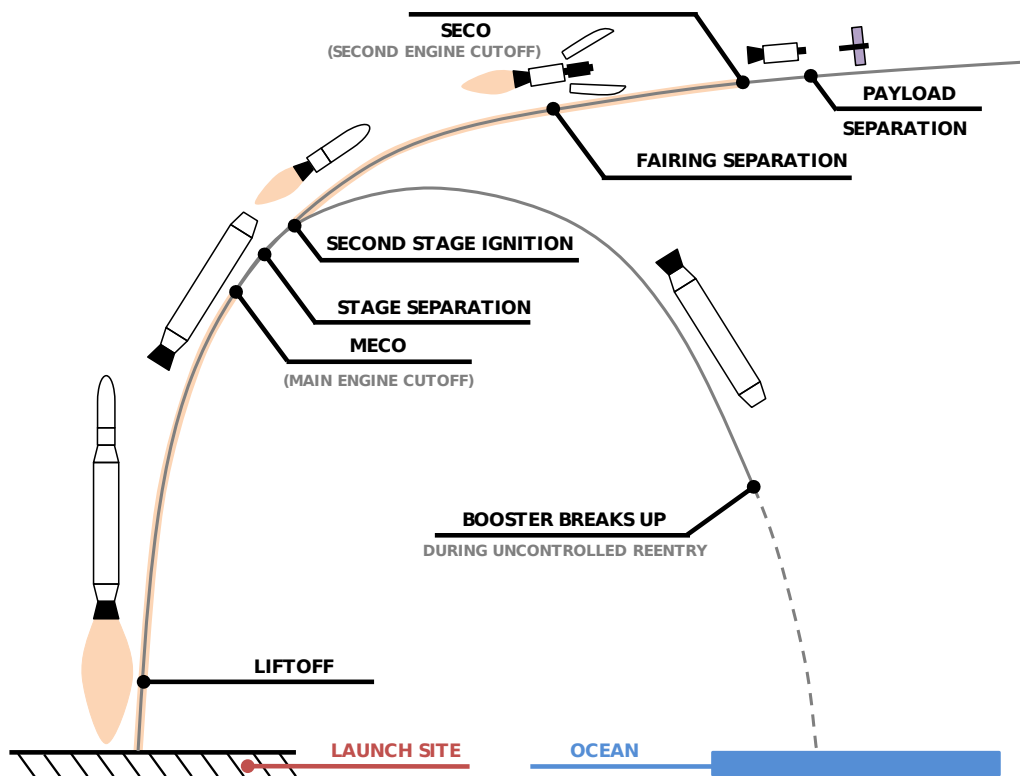 SECO
(SECOND ENGINE CUTOFF)
PAYLOAD
SEPARATION
FAIRING SEPARATION
SECOND STAGE IGNITION
STAGE SEPARATION
MECO
(MAIN ENGINE CUTOFF)
BOOSTER BREAKS UP
DURING UNCONTROLLED REENTRY
LIFTOFF
LAUNCH SITE
OCEAN